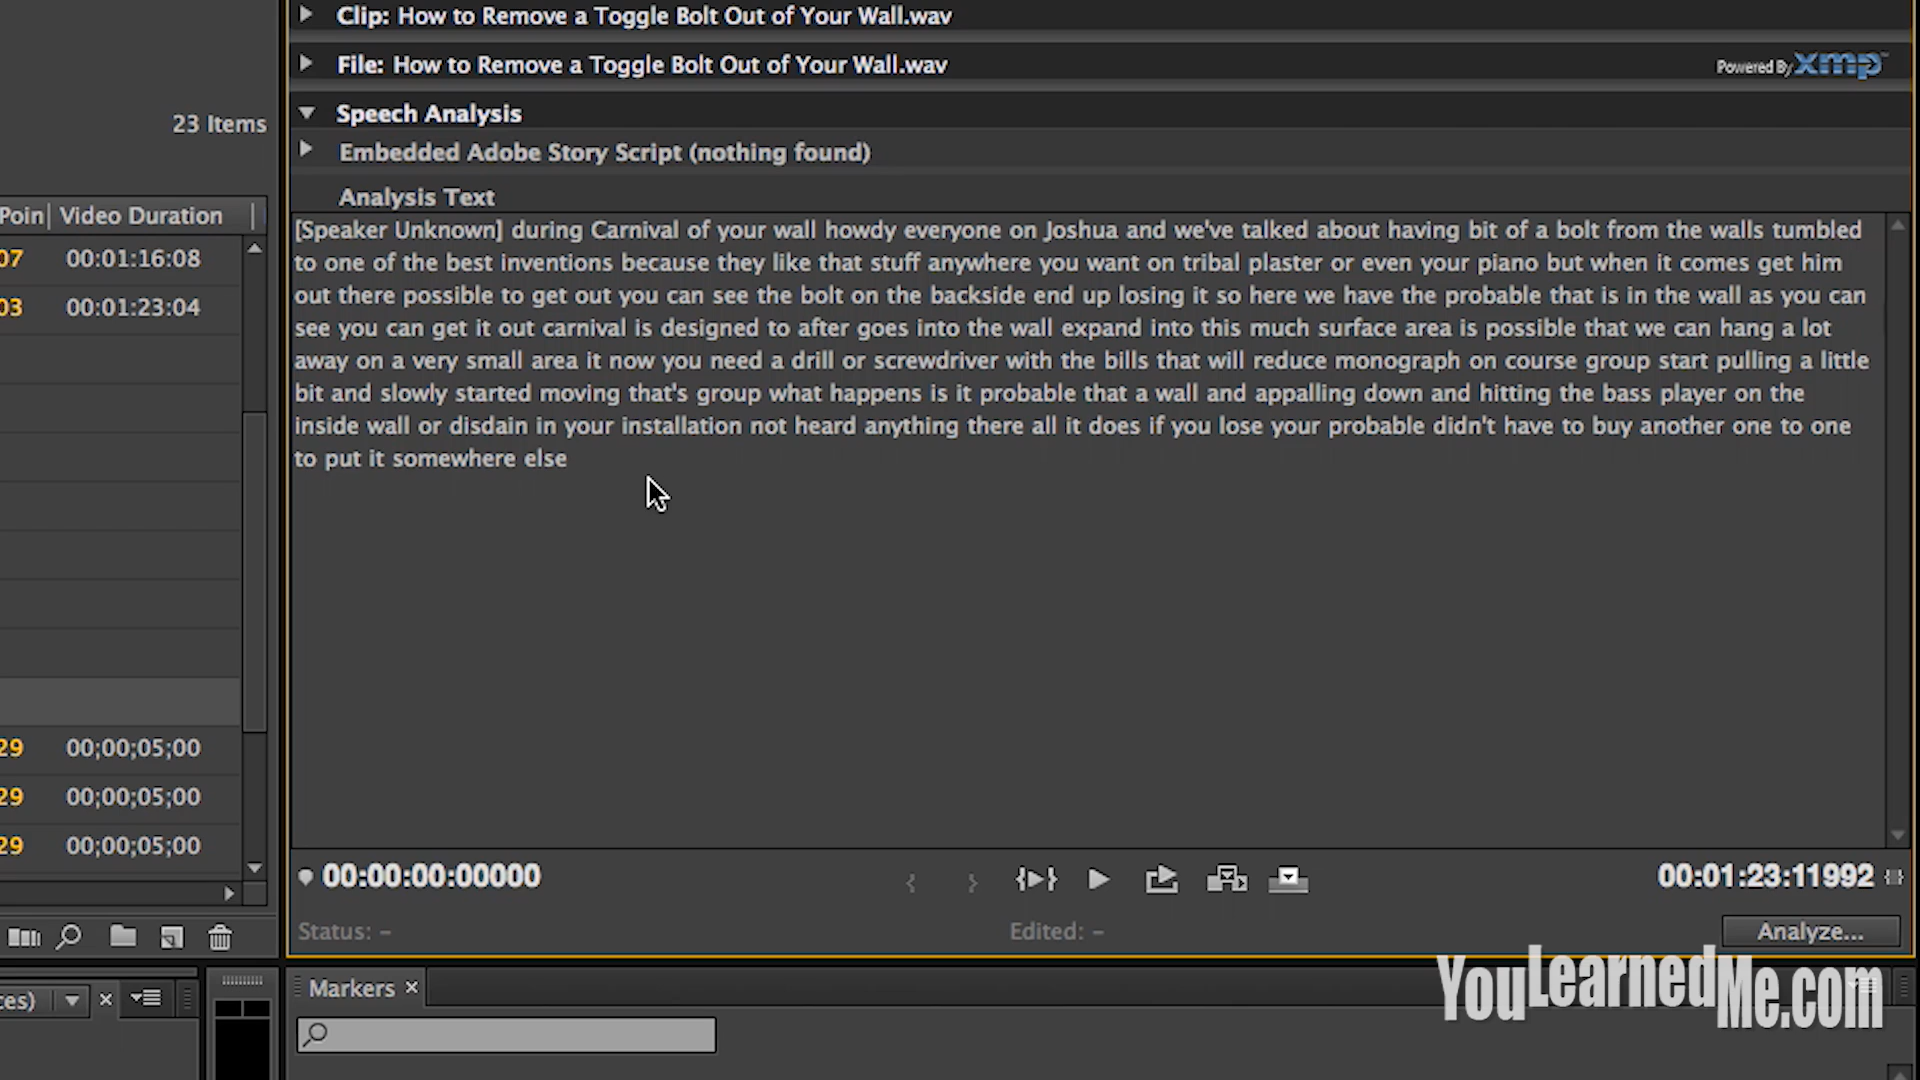 Clip: How to Remove a Toggle Bolt Out of Your Wall.wav
File: How to Remove a Toggle Bolt Out of Your Wall.wav
Powered By xmp
23 Items
Speech Analysis
Embedded Adobe Story Script (nothing found)
Analysis Text
Poin Video Duration
[Speaker Unknown] during Carnival of your wall howdy everyone on Joshua and we've talked about having bit of a bolt from the walls tumbled
to one of the best inventions because they like that stuff anywhere you want on tribal plaster or even your piano but when it comes get him
out there possible to get out you can see the bolt on the backside end up losing it so here we have the probable that is in the wall as you can
see you can get it out carnival is designed to after goes into the wall expand into this much surface area is possible that we can hang a lot
away on a very small area it now you need a drill or screwdriver with the bills that will reduce monograph on course group start pulling a little
bit and slowly started moving that's group what happens is it probable that a wall and appalling down and hitting the bass player on the
inside wall or disdain in your installation not heard anything there all it does if you lose your probable didn't have to buy another one to one
to put it somewhere else
07 00:01:16:08
03 00:01:23:04
29 00;00;05;00
29 00;00;05;00
29 00;00;05;00
00:00:00:00000
00:01:23:11992
Status: -
Edited: -
Analyze...
ces)
Markers
YouLearnedMe.com